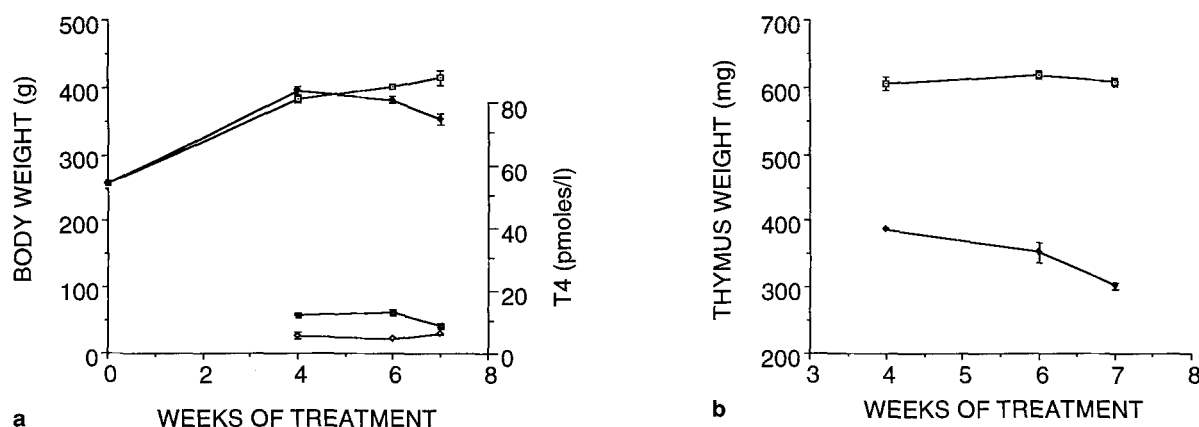 500
400
300
200
100
0
BODY WEIGHT (g)
80
60
40
20
0
T4 (pmoles/l)
0 2 4 6 8
a WEEKS OF TREATMENT
700
600
500
400
300
200
THYMUS WEIGHT (mg)
3 4 5 6 7 8
b WEEKS OF TREATMENT